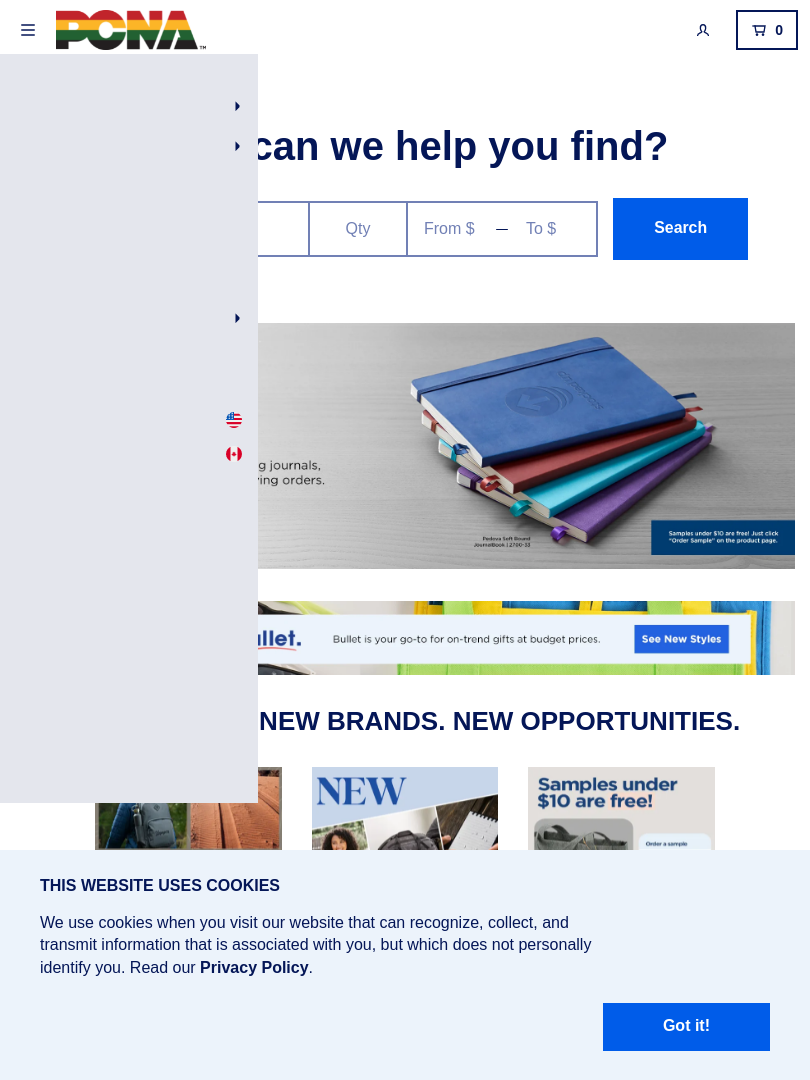 PCNA™
0
can we help you find?
Qty
From $
—
To $
Search
g journals,
ving orders.
Padova Soft Round
JournalBook | 2700-53
Samples under $10 are free! Just click
"Order Sample" on the product page.
ullet.
Bullet is your go-to for on-trend gifts at budget prices.
See New Styles
NEW BRANDS. NEW OPPORTUNITIES.
NEW
Samples under
$10 are free!
Order a sample
THIS WEBSITE USES COOKIES
We use cookies when you visit our website that can recognize, collect, and
transmit information that is associated with you, but which does not personally
identify you. Read our Privacy Policy.
Got it!